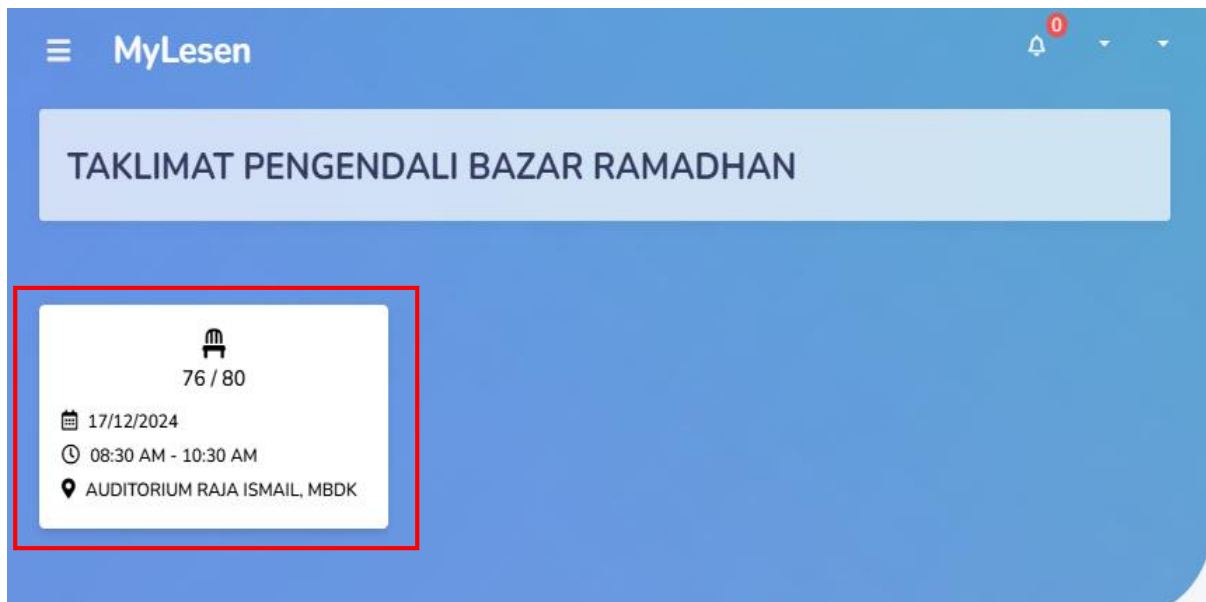 MyLesen
0
TAKLIMAT PENGENDALI BAZAR RAMADHAN
76 / 80
17/12/2024
08:30 AM - 10:30 AM
AUDITORIUM RAJA ISMAIL, MBDK